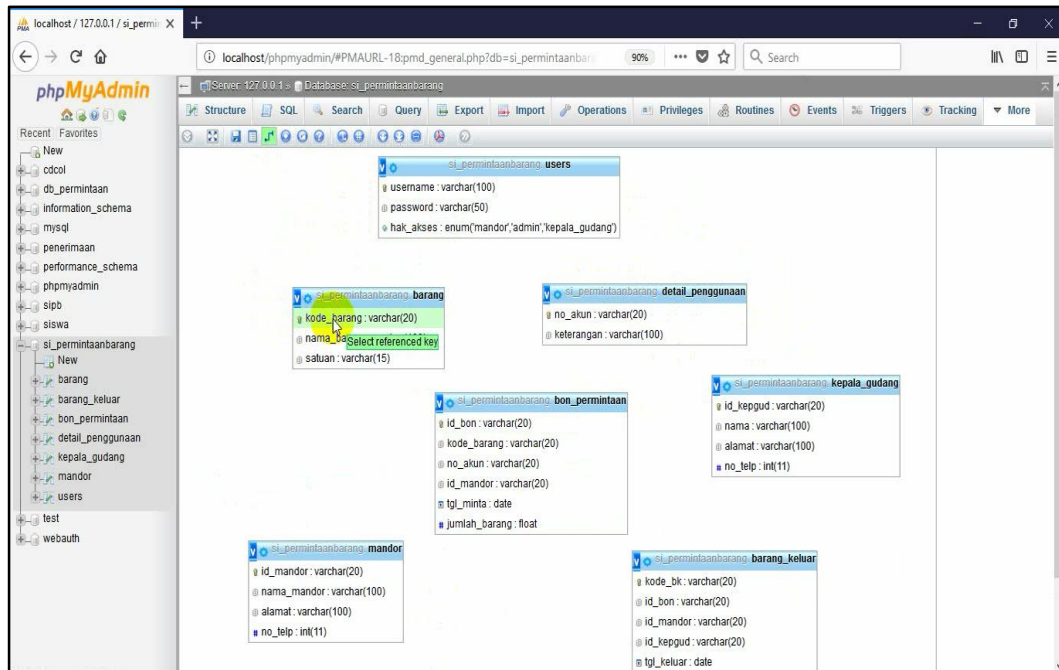 localhost / 127.0.0.1 / si_permin
localhost/phpmyadmin/#PMAURL-18:pmd_general.php?db=si_permintaanbara
90%
Search
phpMyAdmin
Recent Favorites
New
cdcol
db_permintaan
information_schema
mysql
penerimaan
performance_schema
phpmyadmin
sipb
siswa
si_permintaanbarang
New
barang
barang_keluar
bon_permintaan
detail_penggunaan
kepala_gudang
mandor
users
test
webauth
Server: 127.0.0.1 » Database: si_permintaanbarang
Structure SQL Search Query Export Import Operations Privileges Routines Events Triggers Tracking More
si_permintaanbarang users
username : varchar(100)
password : varchar(50)
hak_akses : enum('mandor','admin','kepala_gudang')
si_permintaanbarang barang
kode_barang : varchar(20)
nama_ba
Select referenced key
satuan : varchar(15)
si_permintaanbarang detail_penggunaan
no_akun : varchar(20)
keterangan : varchar(100)
si_permintaanbarang bon_permintaan
id_bon : varchar(20)
kode_barang : varchar(20)
no_akun : varchar(20)
id_mandor : varchar(20)
tgl_minta : date
# jumlah_barang : float
si_permintaanbarang kepala_gudang
id_kepgud : varchar(20)
nama : varchar(100)
alamat : varchar(100)
# no_telp : int(11)
si_permintaanbarang mandor
id_mandor : varchar(20)
nama_mandor : varchar(100)
alamat : varchar(100)
# no_telp : int(11)
si_permintaanbarang barang_keluar
kode_bk : varchar(20)
id_bon : varchar(20)
id_mandor : varchar(20)
id_kepgud : varchar(20)
tgl_keluar : date